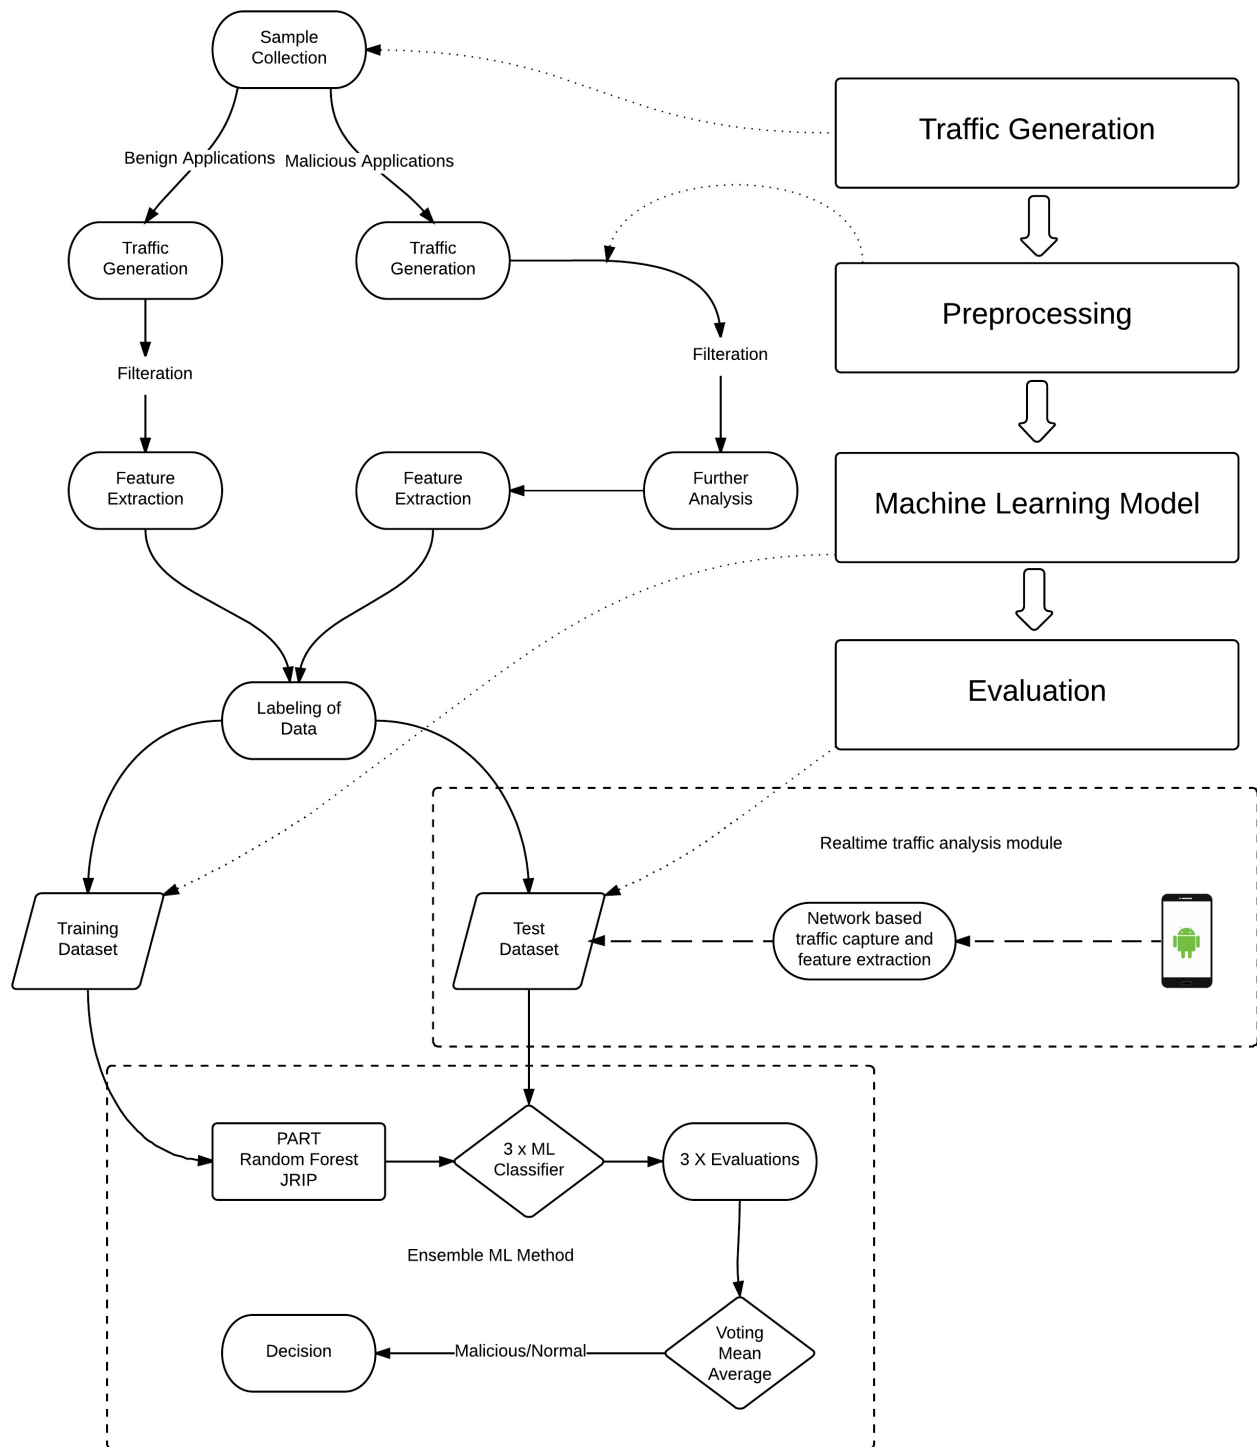 Sample
Collection
Traffic Generation
Benign Applications
Malicious Applications
Traffic
Generation
Traffic
Generation
Preprocessing
Filteration
Filteration
Feature
Extraction
Feature
Extraction
Further
Analysis
Machine Learning Model
Evaluation
Labeling of
Data
Realtime traffic analysis module
Training
Dataset
Test
Dataset
Network based
traffic capture and
feature extraction
PART
Random Forest
JRIP
3 x ML
Classifier
3 X Evaluations
Ensemble ML Method
Decision
Malicious/Normal
Voting
Mean
Average